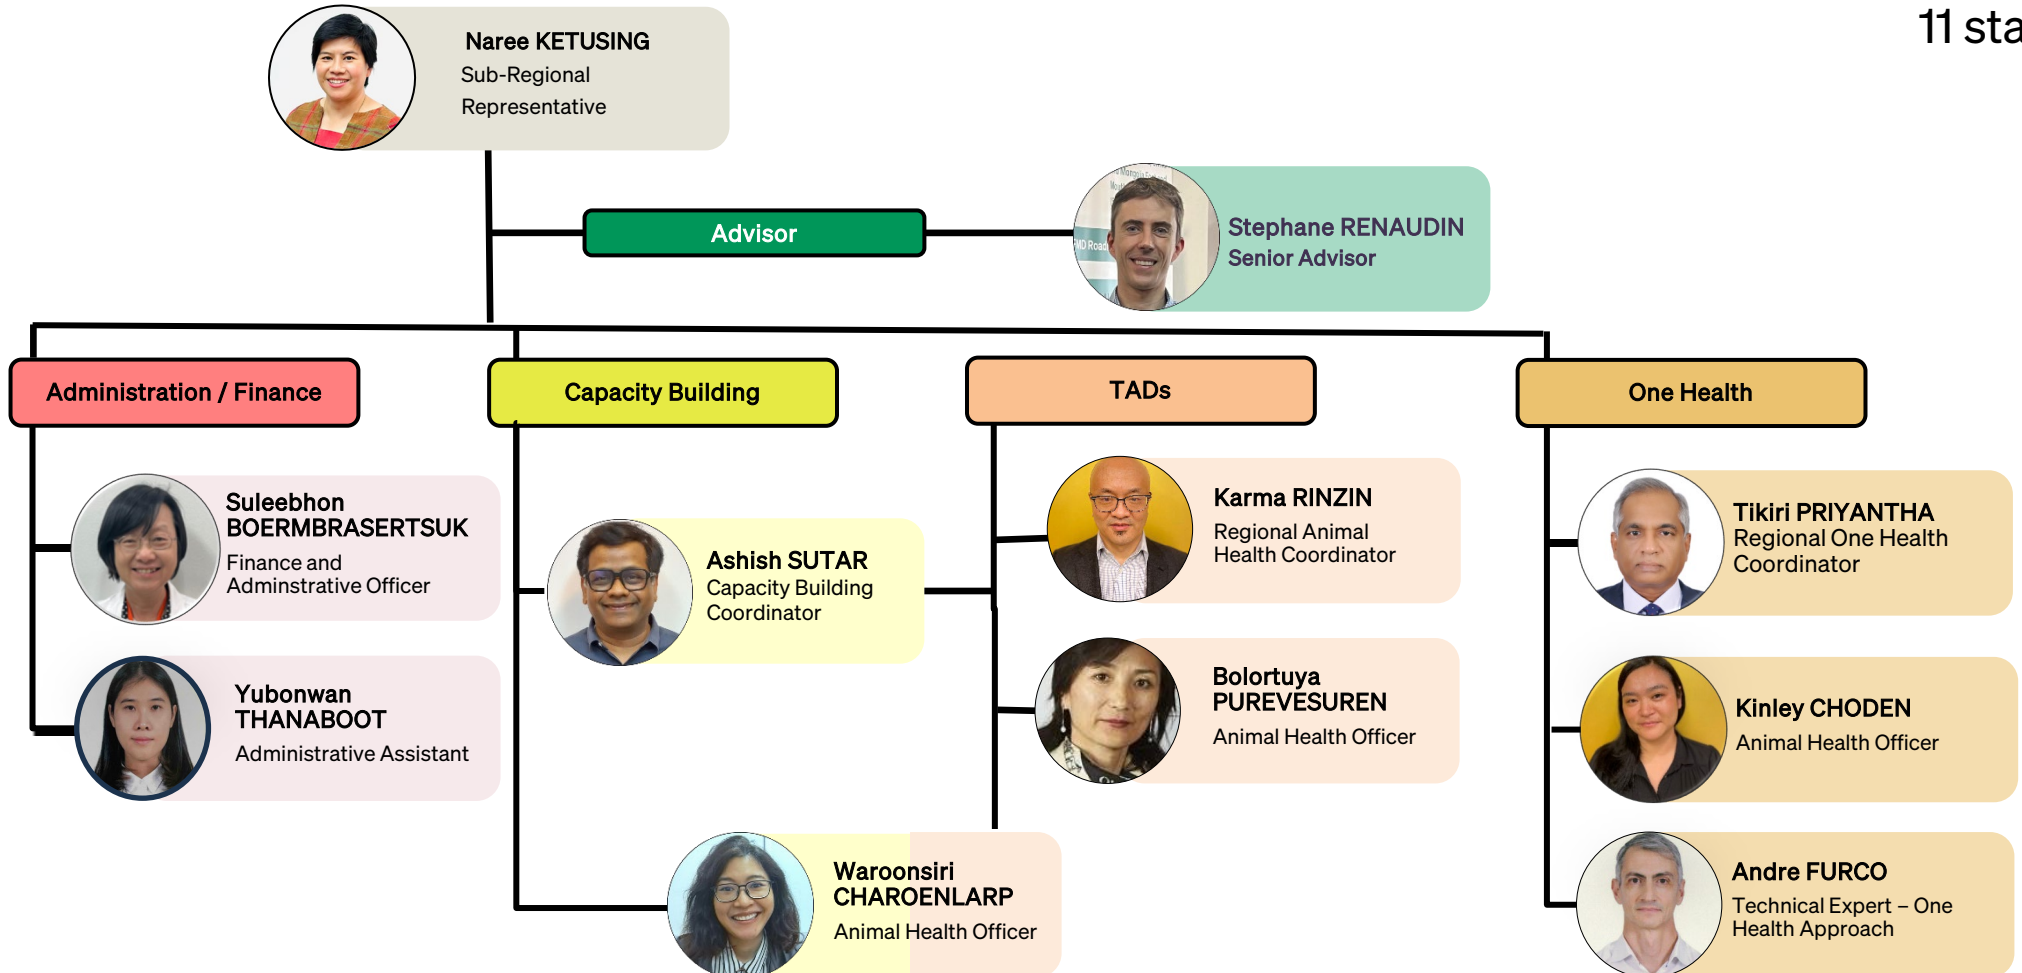 11 sta
Naree KETUSING
Sub-Regional
Representative
Advisor
Stephane RENAUDIN
Senior Advisor
Administration / Finance
Capacity Building
TADs
One Health
Suleebhon
BOERMBRASERTSUK
Finance and
Adminstrative Officer
Yubonwan
THANABOOT
Administrative Assistant
Ashish SUTAR
Capacity Building
Coordinator
Waroonsiri
CHAROENLARP
Animal Health Officer
Karma RINZIN
Regional Animal
Health Coordinator
Bolortuya
PUREVESUREN
Animal Health Officer
Tikiri PRIYANTHA
Regional One Health
Coordinator
Kinley CHODEN
Animal Health Officer
Andre FURCO
Technical Expert – One
Health Approach